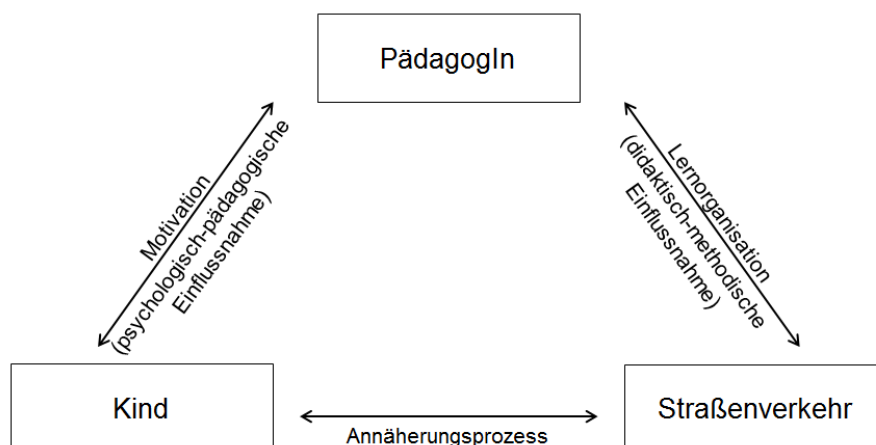 PädagogIn
Motivation
(psychologisch-pädagogische
Einflussnahme)
Lernorganisation
(didaktisch-methodische
Einflussnahme)
Kind
Straßenverkehr
Annäherungsprozess